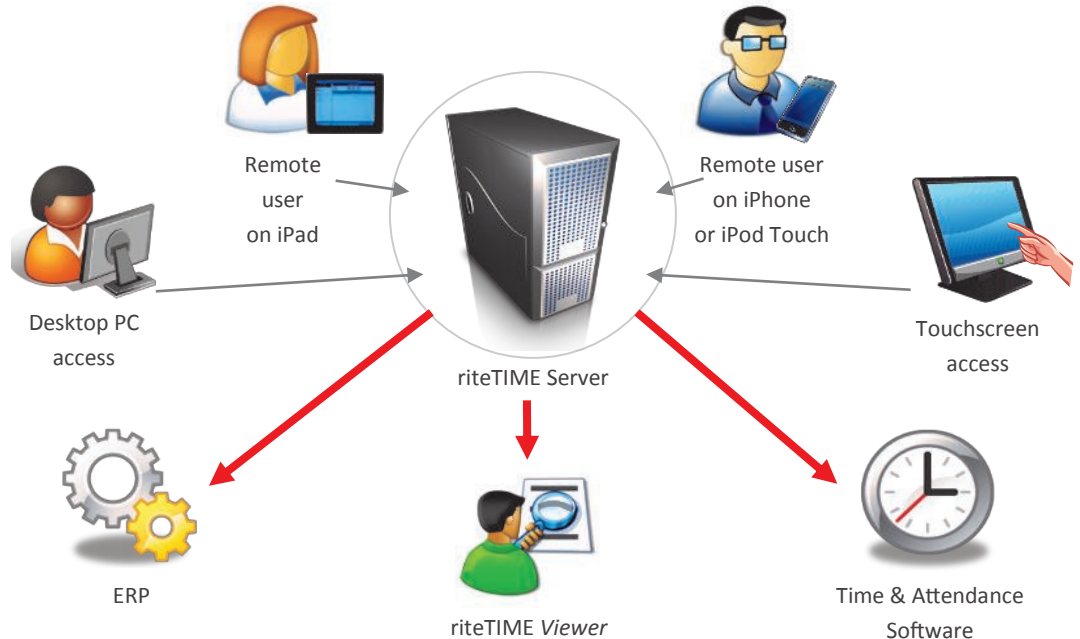 Remote
user
on iPad
Remote user
on iPhone
or iPod Touch
Desktop PC
access
Touchscreen
access
riteTIME Server
ERP
riteTIME Viewer
Time & Attendance
Software